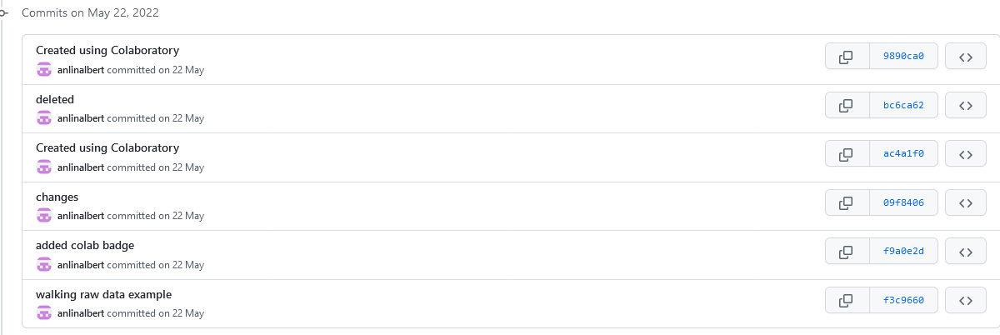 Commits on May 22, 2022
Created using Colaboratory
anlinalbert committed on 22 May
9890ca0
deleted
anlinalbert committed on 22 May
bc6ca62
Created using Colaboratory
anlinalbert committed on 22 May
ac4a1f0
changes
anlinalbert committed on 22 May
09f8406
added colab badge
anlinalbert committed on 22 May
f9a0e2d
walking raw data example
anlinalbert committed on 22 May
f3c9660